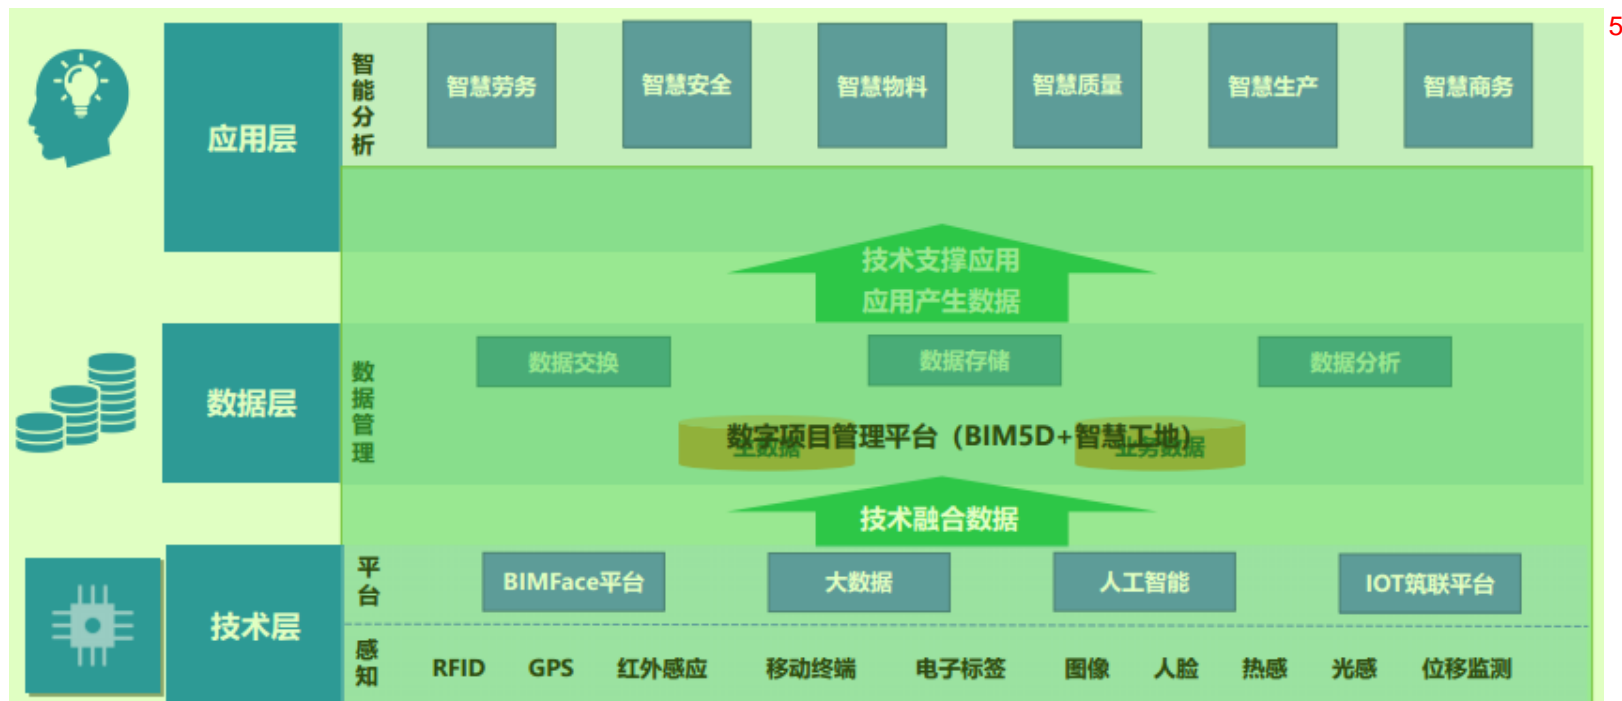 5
应用层
智能分析
智慧劳务
智慧安全
智慧物料
智慧质量
智慧生产
智慧商务
技术支撑应用
应用产生数据
数据层
数据管理
数据交换
数据存储
数据分析
数字项目管理平台（BIM5D+智慧工地）
主数据
业务数据
技术融合数据
技术层
平台
BIMFace平台
大数据
人工智能
IOT筑联平台
感知
RFID GPS 红外感应 移动终端 电子标签 图像 人脸 热感 光感 位移监测